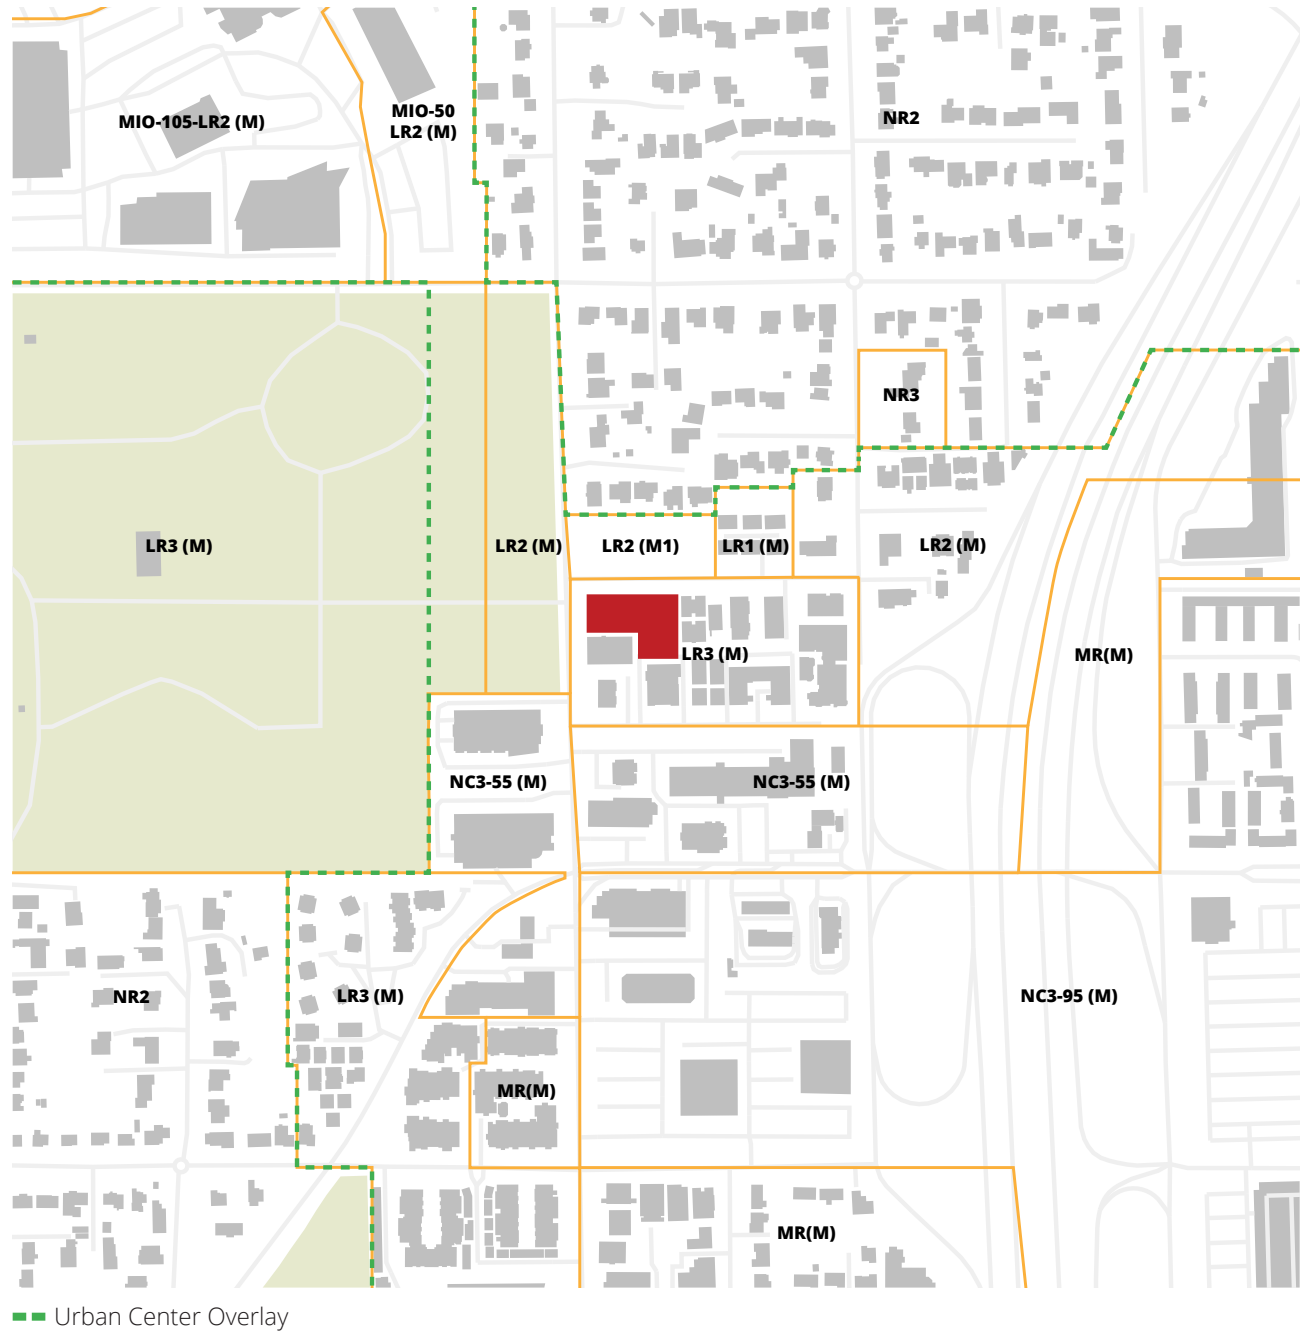 MIO-50
LR2 (M)
MIO-105-LR2 (M)
NR2
NR3
LR3 (M)
LR2 (M)
LR2 (M1)
LR1 (M)
LR2 (M)
LR3 (M)
MR(M)
NC3-55 (M)
NC3-55 (M)
NR2
LR3 (M)
NC3-95 (M)
MR(M)
MR(M)
Urban Center Overlay